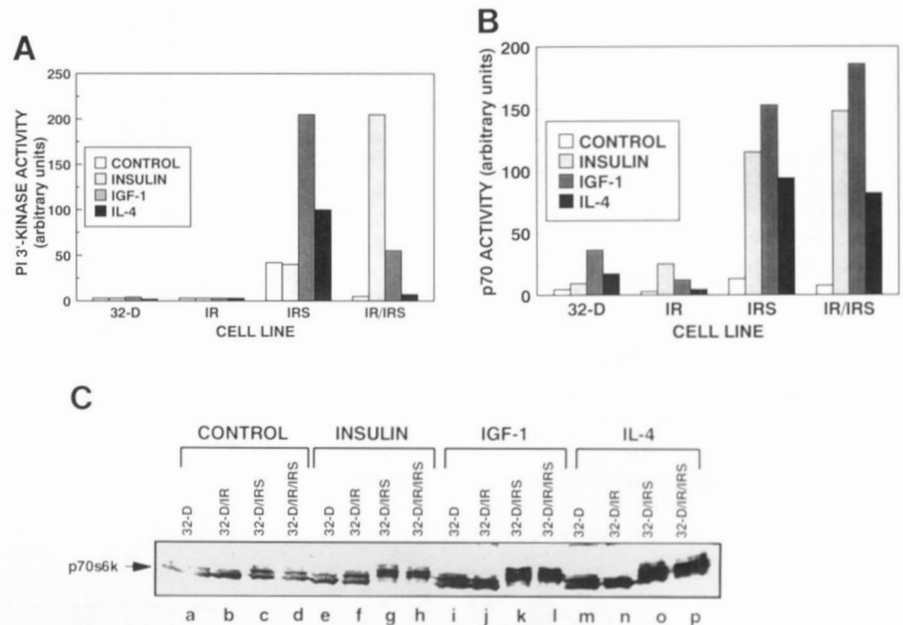 A
PI 3'-KINASE ACTIVITY
(arbitrary units)
250
200
150
100
50
0
CONTROL
INSULIN
IGF-1
IL-4
32-D IR IRS IR/IRS
CELL LINE
B
p70 ACTIVITY (arbitrary units)
200
150
100
50
0
CONTROL
INSULIN
IGF-1
IL-4
32-D IR IRS IR/IRS
CELL LINE
C
CONTROL INSULIN IGF-1 IL-4
32-D 32-D/IR 32-D/IRS 32-D/IR/IRS 32-D 32-D/IR 32-D/IRS 32-D/IR/IRS 32-D 32-D/IR 32-D/IRS 32-D/IR/IRS 32-D 32-D/IR 32-D/IRS 32-D/IR/IRS
p70s6k
a b c d e f g h i j k l m n o p